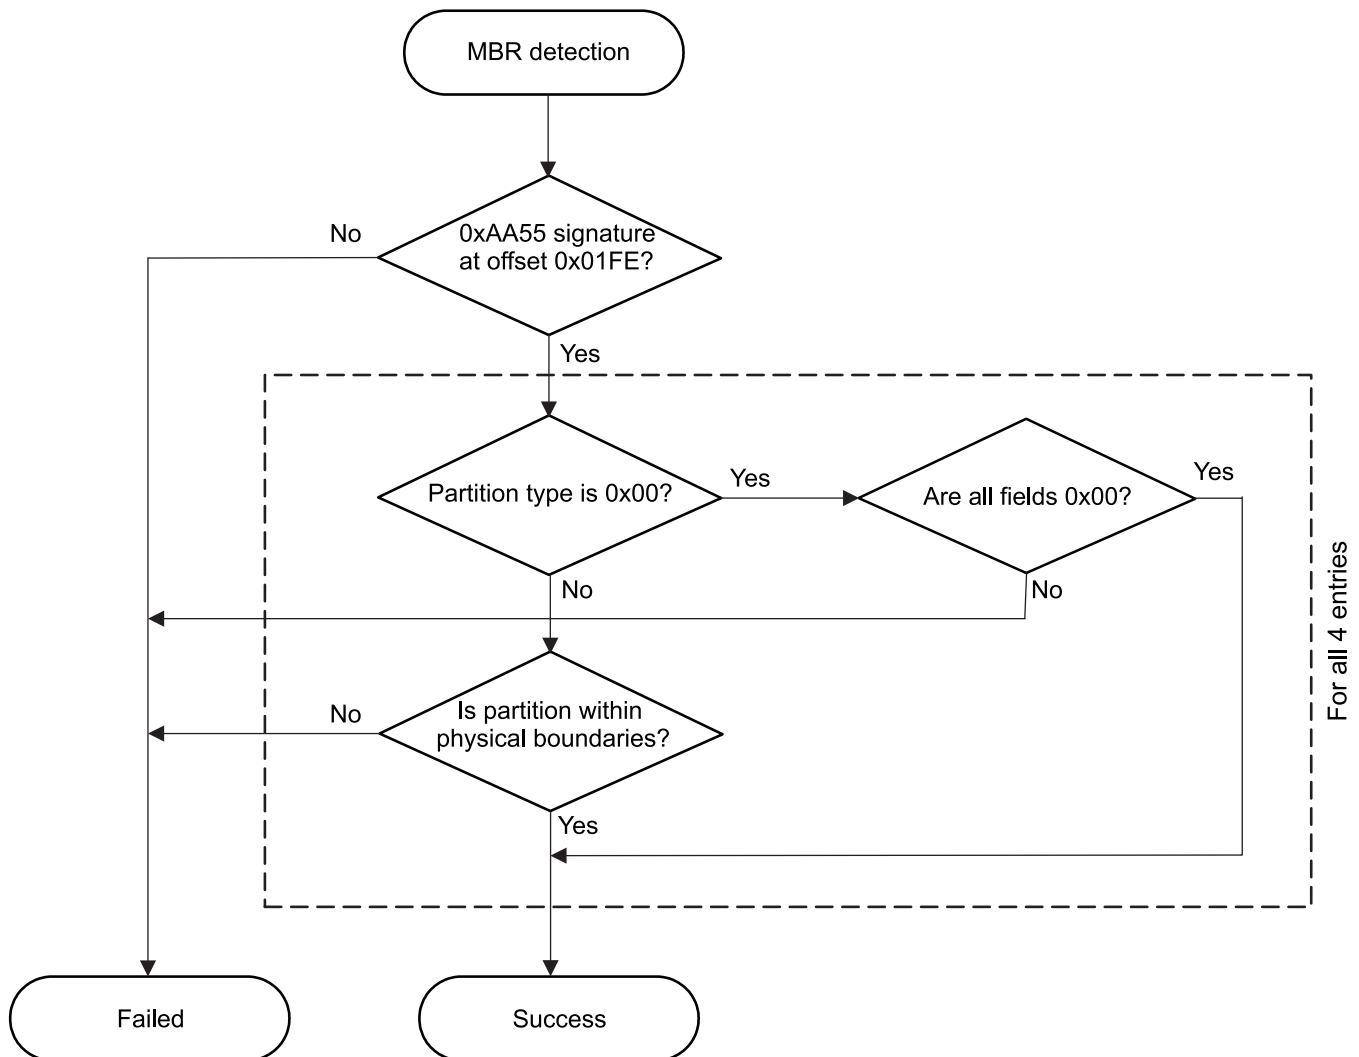 MBR detection
No
0xAA55 signature
at offset 0x01FE?
Yes
Partition type is 0x00?
Yes
Are all fields 0x00?
Yes
No
No
For all 4 entries
No
Is partition within
physical boundaries?
Yes
Failed
Success